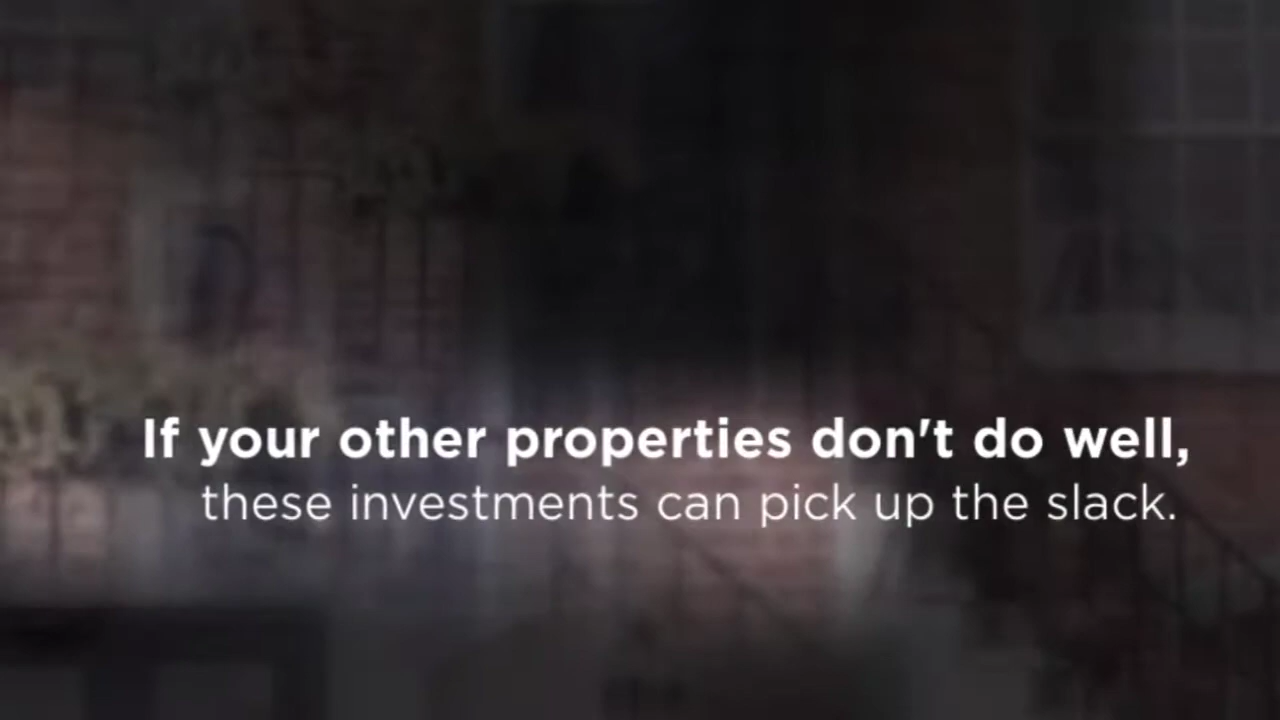 If your other properties don't do well,
these investments can pick up the slack.